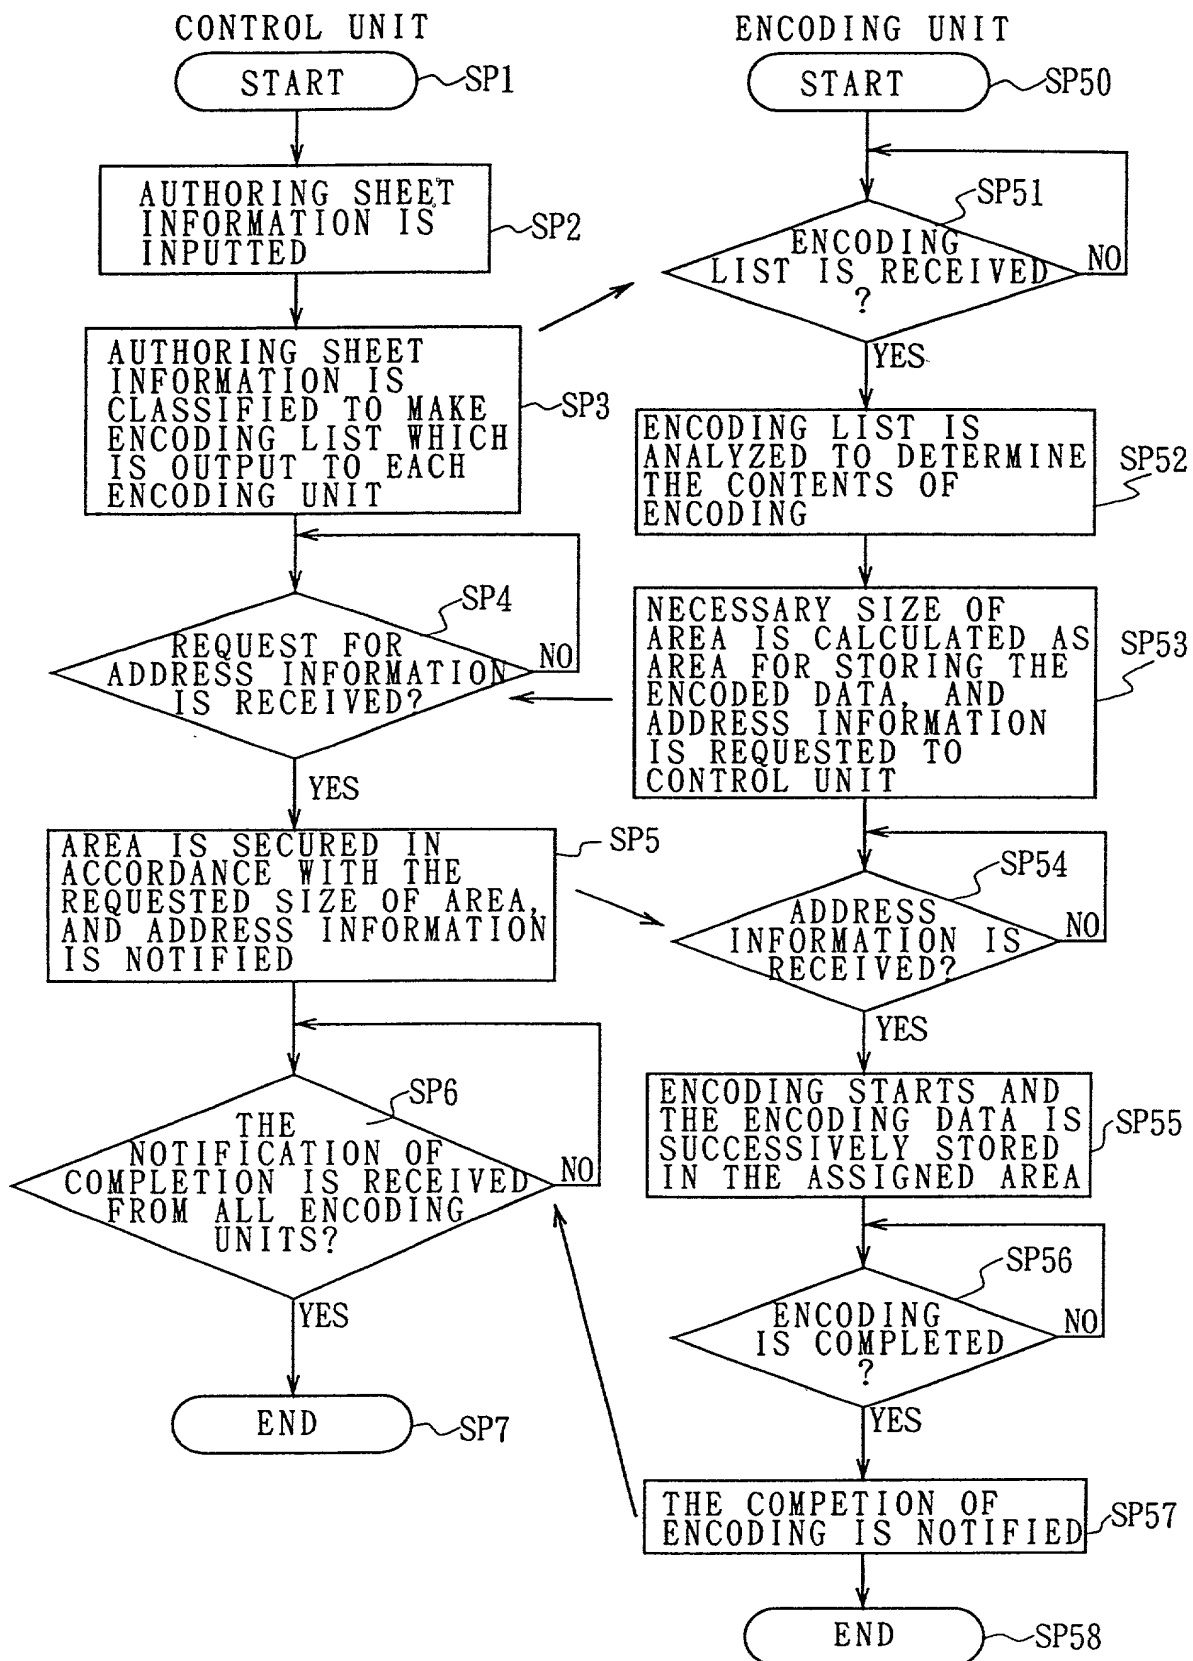 CONTROL UNIT
START
SP1
AUTHORING SHEET
INFORMATION IS
INPUTTED
SP2
AUTHORING SHEET
INFORMATION IS
CLASSIFIED TO MAKE
ENCODING LIST WHICH
IS OUTPUT TO EACH
ENCODING UNIT
SP3
SP4
REQUEST FOR
ADDRESS INFORMATION
IS RECEIVED?
NO
YES
AREA IS SECURED IN
ACCORDANCE WITH THE
REQUESTED SIZE OF AREA,
AND ADDRESS INFORMATION
IS NOTIFIED
SP5
SP6
THE
NOTIFICATION OF
COMPLETION IS RECEIVED
FROM ALL ENCODING
UNITS?
NO
YES
END
SP7
ENCODING UNIT
START
SP50
SP51
ENCODING
LIST IS RECEIVED
?
NO
YES
ENCODING LIST IS
ANALYZED TO DETERMINE
THE CONTENTS OF
ENCODING
SP52
NECESSARY SIZE OF
AREA IS CALCULATED AS
AREA FOR STORING THE
ENCODED DATA, AND
ADDRESS INFORMATION
IS REQUESTED TO
CONTROL UNIT
SP53
SP54
ADDRESS
INFORMATION IS
RECEIVED?
NO
YES
ENCODING STARTS AND
THE ENCODING DATA IS
SUCCESSIVELY STORED
IN THE ASSIGNED AREA
SP55
SP56
ENCODING
IS COMPLETED
?
NO
YES
THE COMPETION OF
ENCODING IS NOTIFIED
SP57
END
SP58